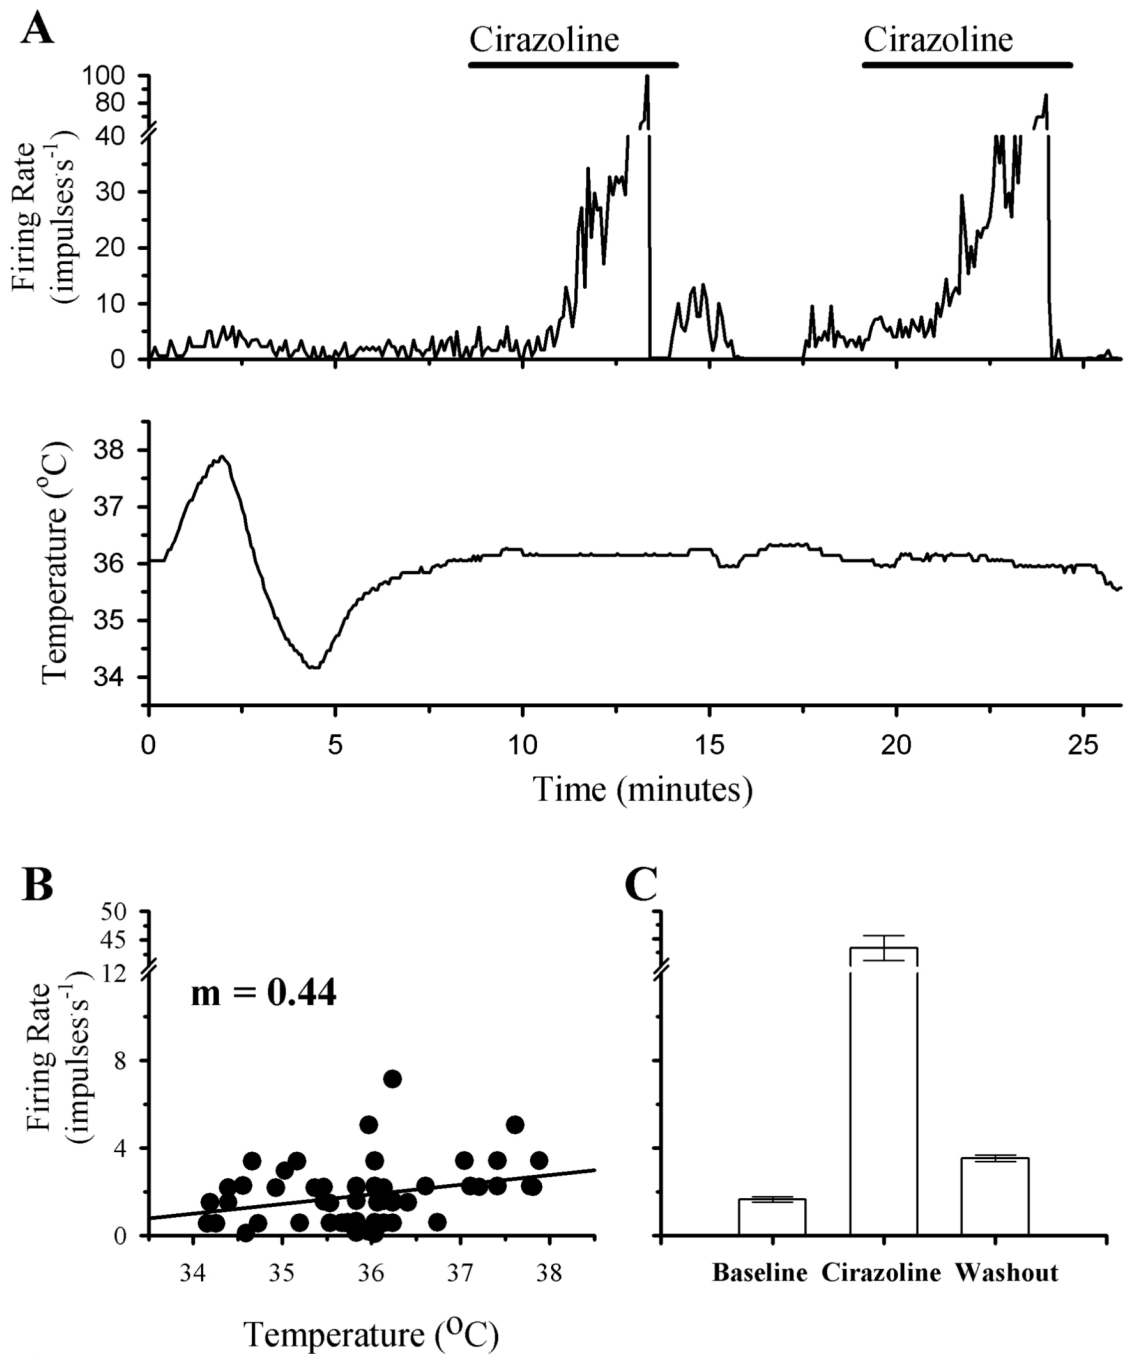 A
Cirazoline Cirazoline
100
80
40
30
20
10
0
Firing Rate
(impulses·s-1)
38
37
36
35
34
Temperature (oC)
0 5 10 15 20 25
Time (minutes)
B
50
45
12
8
4
0
Firing Rate
(impulses·s-1)
m = 0.44
34 35 36 37 38
Temperature (oC)
C
Baseline Cirazoline Washout